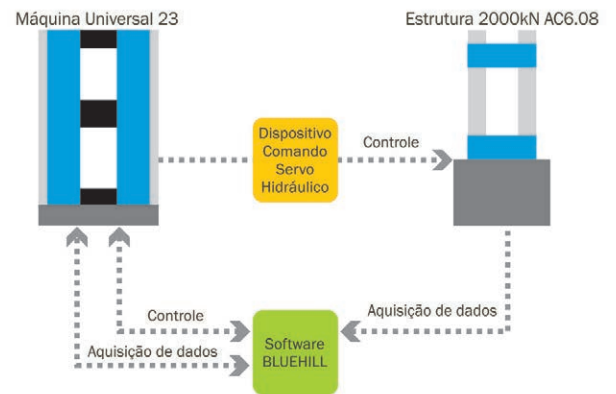 Máquina Universal 23
Estrutura 2000kN AC6.08
Dispositivo
Comando
Servo
Hidráulico
Controle
Controle
Aquisição de dados
Software
BLUEHILL
Aquisição de dados